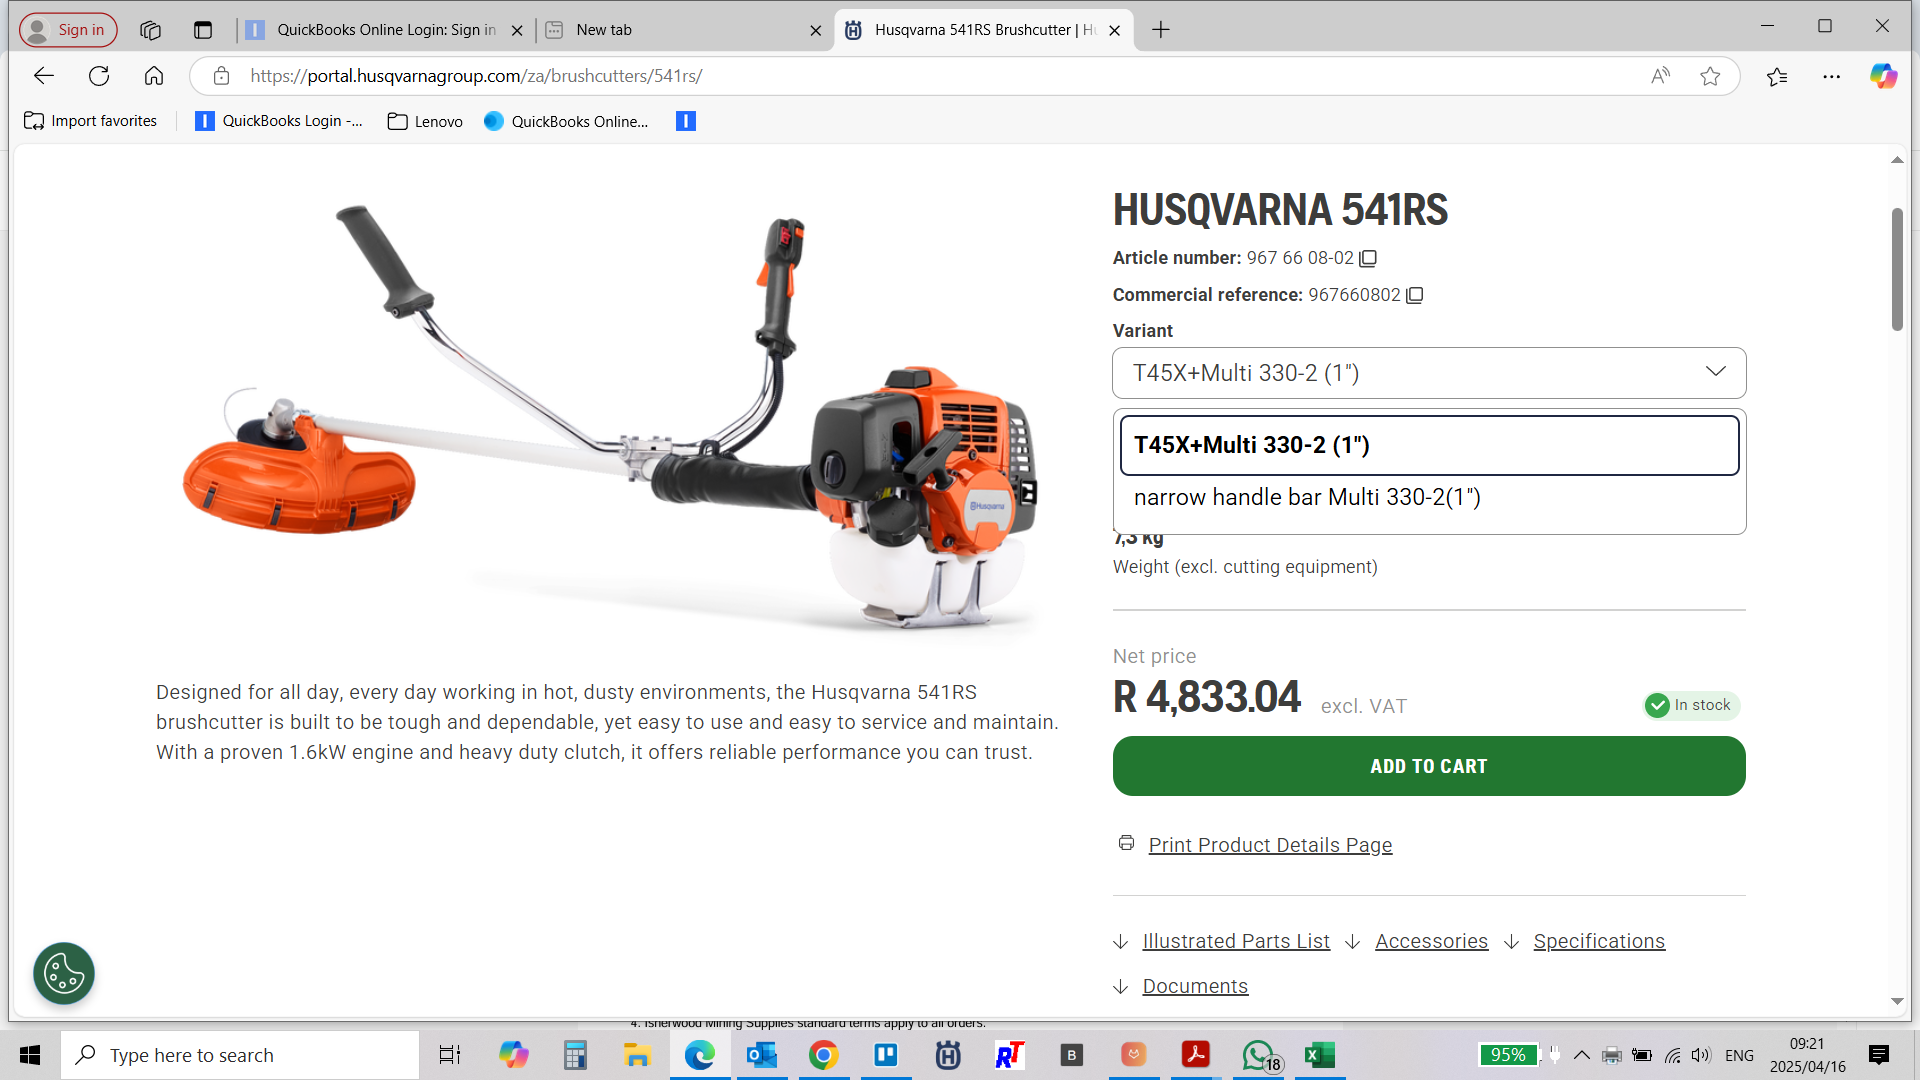 Sign in
QuickBooks Online Login: Sign in
New tab
Husqvarna 541RS Brushcutter | Hu
https://portal.husqvarnagroup.com/za/brushcutters/541rs/
Import favorites
QuickBooks Login -...
Lenovo
QuickBooks Online...
HUSQVARNA 541RS
Article number: 967 66 08-02
Commercial reference: 967660802
Variant
T45X+Multi 330-2 (1")
T45X+Multi 330-2 (1")
narrow handle bar Multi 330-2(1")
7,3 kg
Weight (excl. cutting equipment)
Husqvarna
Net price
R 4,833.04 excl. VAT
In stock
ADD TO CART
Designed for all day, every day working in hot, dusty environments, the Husqvarna 541RS
brushcutter is built to be tough and dependable, yet easy to use and easy to service and maintain.
With a proven 1.6kW engine and heavy duty clutch, it offers reliable performance you can trust.
Print Product Details Page
Illustrated Parts List
Accessories
Specifications
Documents
4. Isherwood Mining Supplies standard terms apply to all orders.
Type here to search
RT
B
18
95%
ENG
09:21
2025/04/16